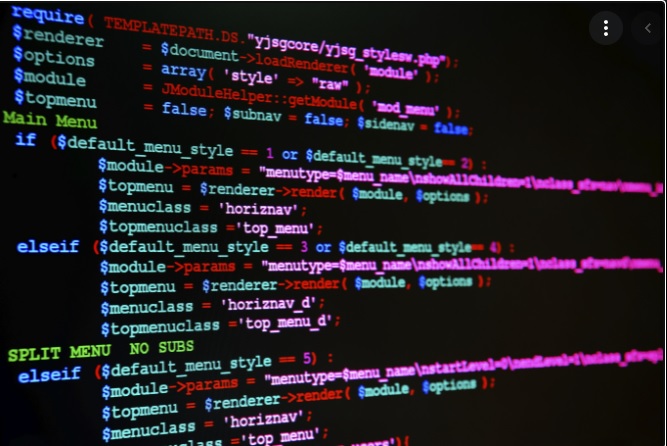 require( TEMPLATEPATH.DS."yjsgcore/yjsg_stylesw.php");
$renderer = $document->loadRenderer( 'module' );
$options = array( 'style' => "raw" );
$module = JModuleHelper::getModule( 'mod_menu' );
$topmenu = false; $subnav = false; $sidenav = false;
Main Menu
if ($default_menu_style == 1 or $default_menu_style== 2) :
$module->params = "menutype=$menu_name\nshowAllChildren=1\nclass_sfx=nav\nmenu_
$topmenu = $renderer->render( $module, $options );
$menuclass = 'horiznav';
$topmenuclass ='top_menu';
elseif ($default_menu_style == 3 or $default_menu_style== 4) :
$module->params = "menutype=$menu_name\nshowAllChildren=1\nclass_sfx=nav
$topmenu = $renderer->render( $module, $options );
$menuclass = 'horiznav_d';
$topmenuclass ='top_menu_d';
SPLIT MENU NO SUBS
elseif ($default_menu_style == 5) :
$module->params = "menutype=$menu_name\nstartLevel=0\nendLevel=1\nclass_sfx=
$topmenu = $renderer->render( $module, $options );
$menuclass = 'horiznav';
$topmenuclass ='top_menu';